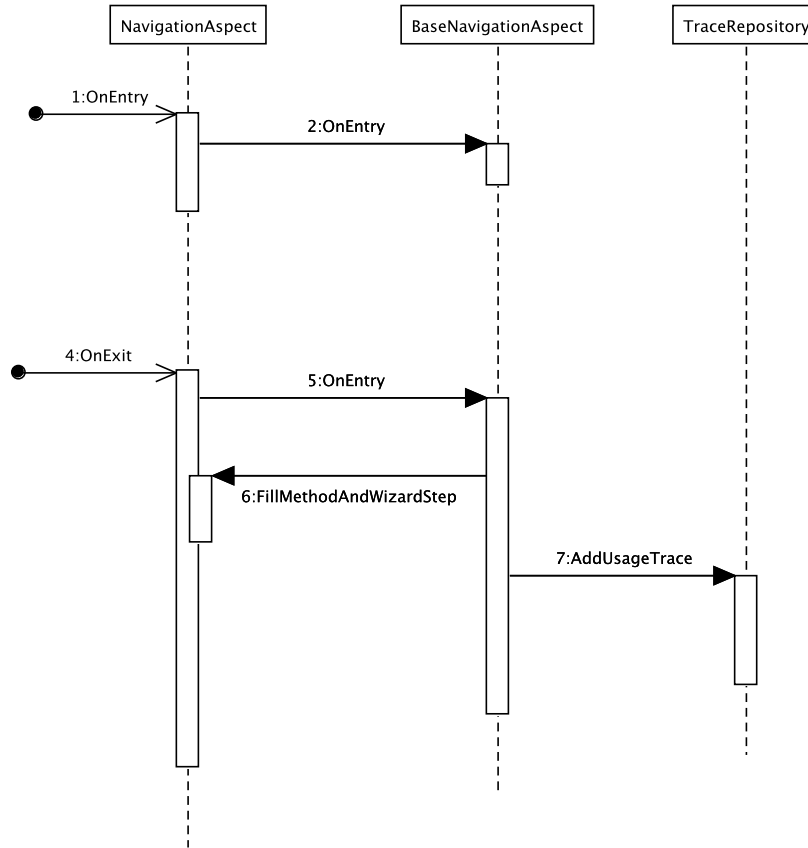 NavigationAspect
BaseNavigationAspect
TraceRepository
1:OnEntry
2:OnEntry
4:OnExit
5:OnEntry
6:FillMethodAndWizardStep
7:AddUsageTrace